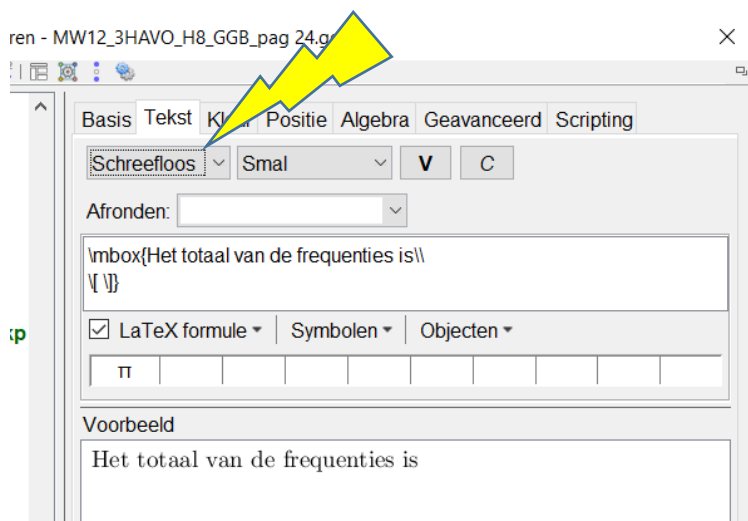 ren - MW12_3HAVO_H8_GGB_pag 24.g
Basis Tekst Positie Algebra Geavanceerd Scripting
Schreefloos Smal V C
Afronden:
\mbox{Het totaal van de frequenties is\\
\[ \]}
xp
LaTeX formule Symbolen Objecten
π
Voorbeeld
Het totaal van de frequenties is